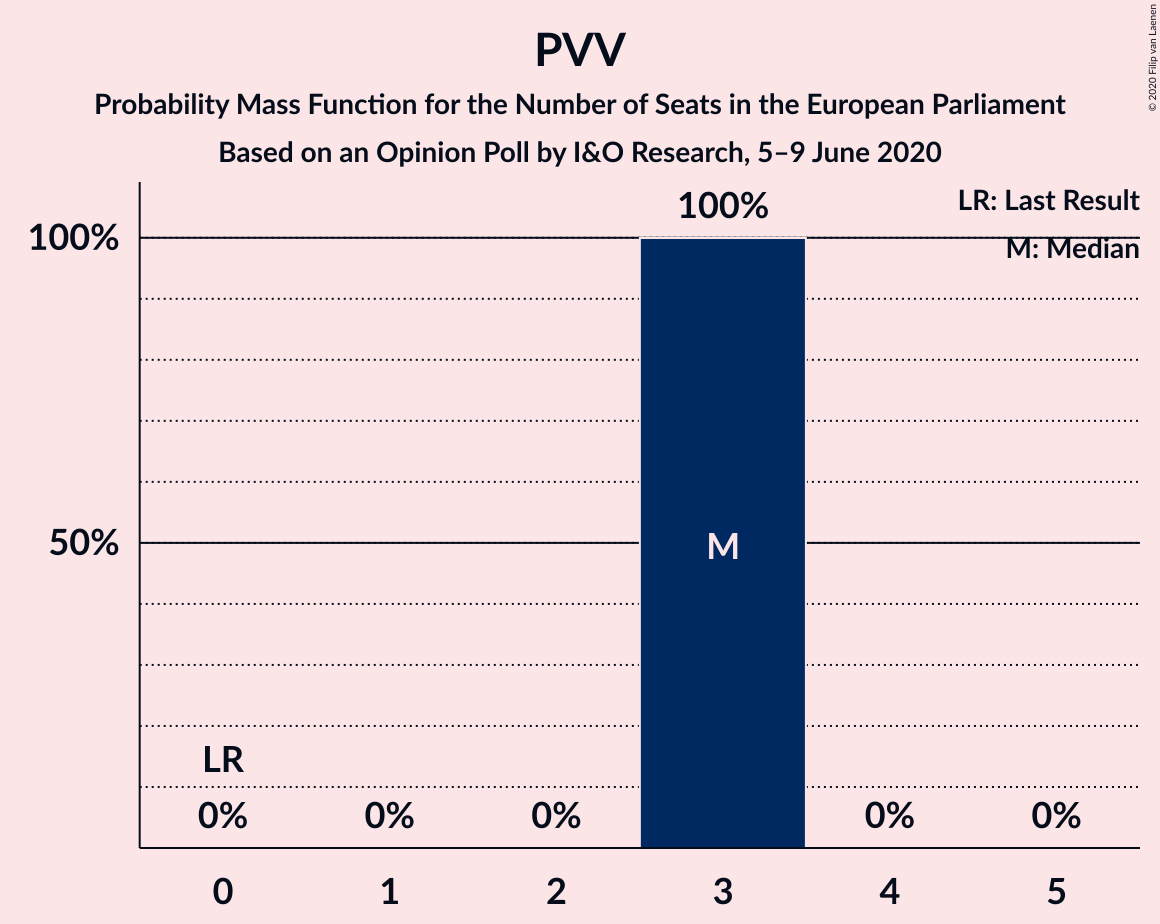 PVV
Probability Mass Function for the Number of Seats in the European Parliament
Based on an Opinion Poll by I&O Research, 5–9 June 2020
© 2020 Filip van Laenen
LR: Last Result
M: Median
100%
100%
50%
M
LR
0% 0% 0% 0% 0%
0 1 2 3 4 5